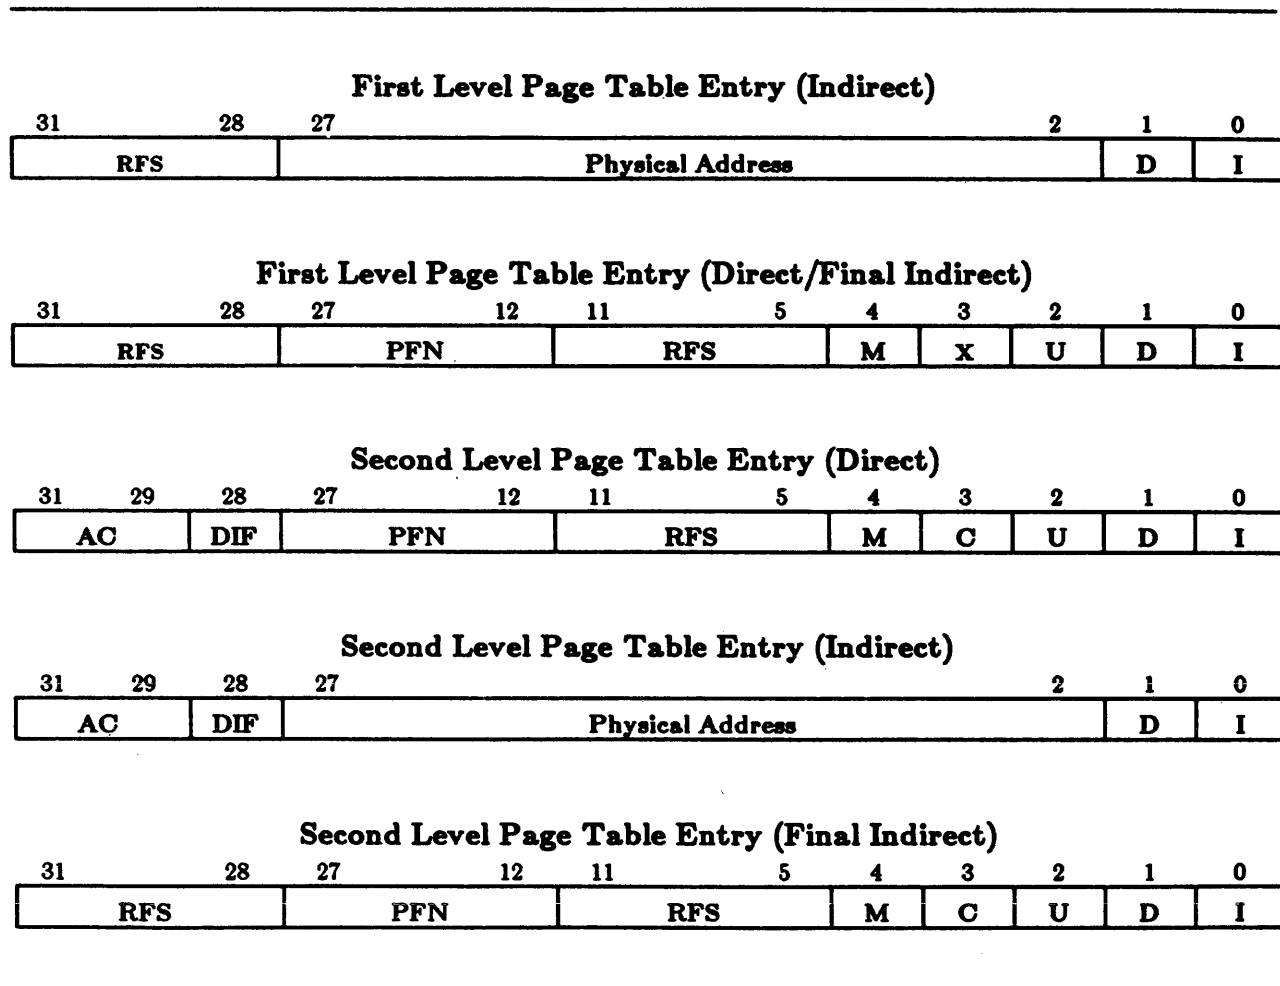 First Level Page Table Entry (Indirect)
31 28 27 2 1 0
RFS Physical Address D I
First Level Page Table Entry (Direct/Final Indirect)
31 28 27 12 11 5 4 3 2 1 0
RFS PFN RFS M X U D I
Second Level Page Table Entry (Direct)
31 29 28 27 12 11 5 4 3 2 1 0
AC DIF PFN RFS M C U D I
Second Level Page Table Entry (Indirect)
31 29 28 27 2 1 0
AC DIF Physical Address D I
Second Level Page Table Entry (Final Indirect)
31 28 27 12 11 5 4 3 2 1 0
RFS PFN RFS M C U D I